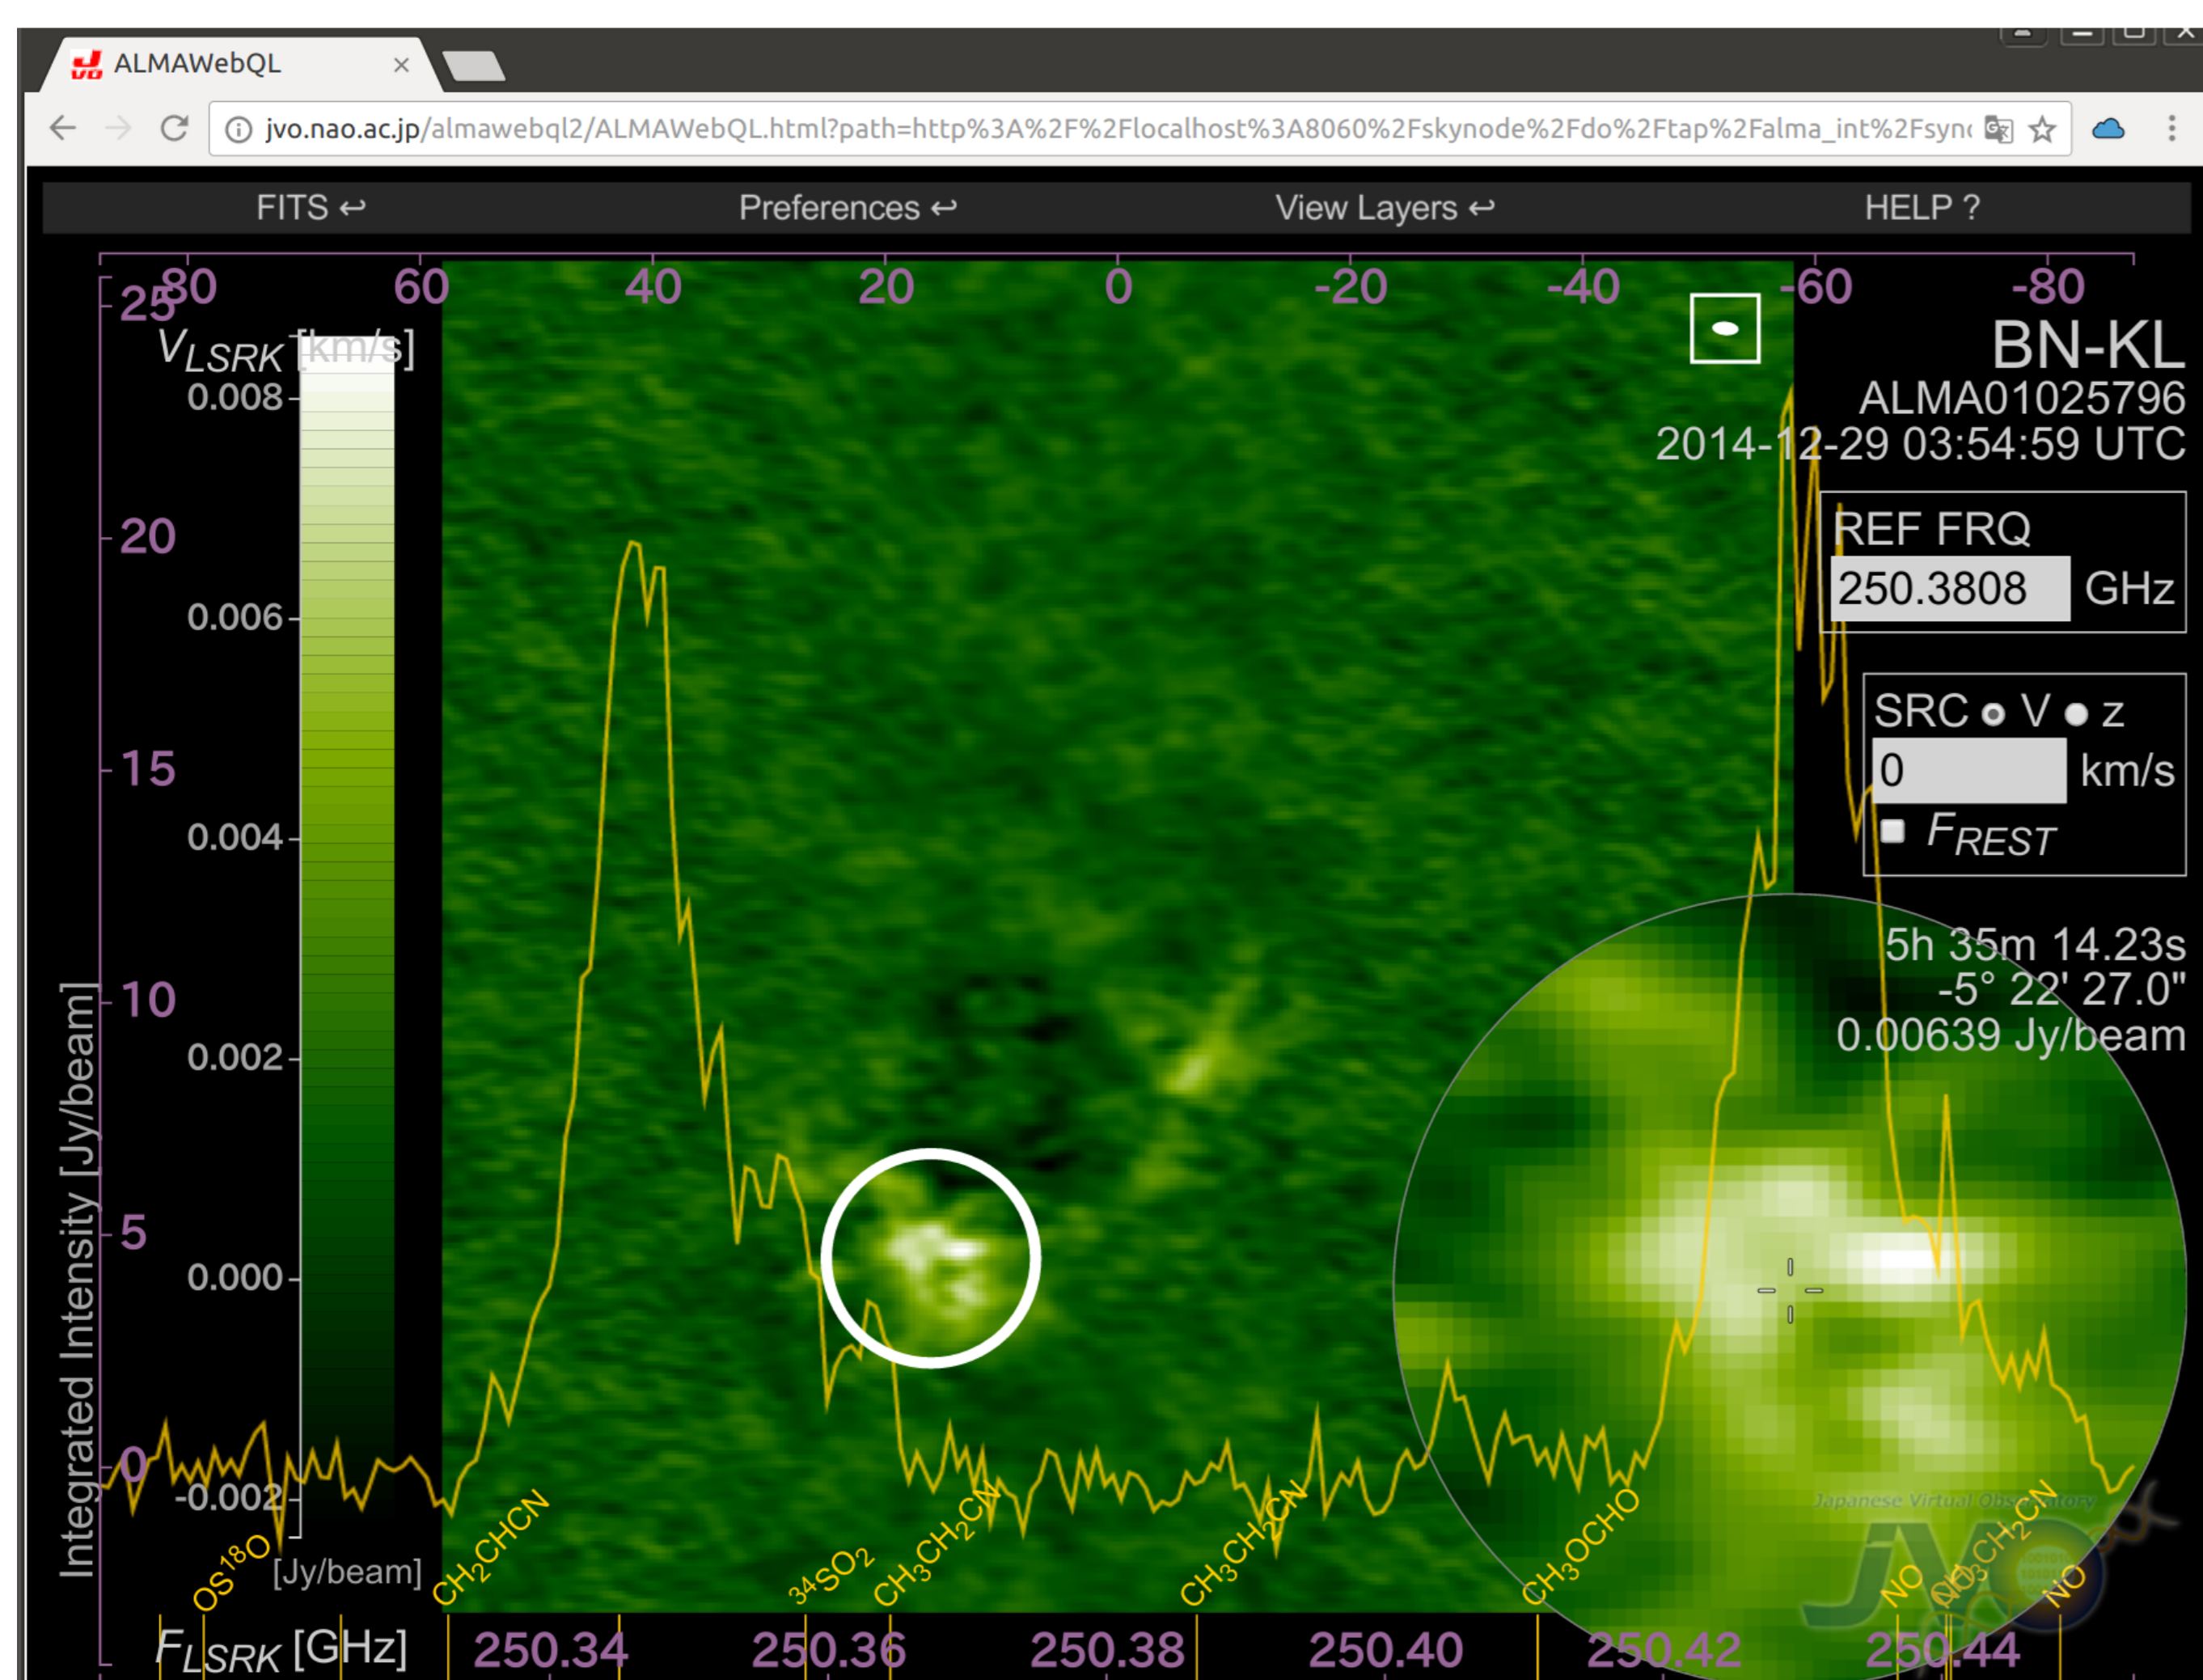 JVO ALMAWebQL ×
jvo.nao.ac.jp/almawebql2/ALMAWebQL.html?path=http%3A%2F%2Flocalhost%3A8060%2Fskynode%2Fdo%2Ftap%2Falma_int%2Fsync
FITS ↩ Preferences ↩ View Layers ↩ HELP ?
80 60 40 20 0 -20 -40 -60 -80
V_LSRK [km/s]
BN-KL
ALMA01025796
2014-12-29 03:54:59 UTC
REF FRQ
250.3808 GHz
SRC V z
0 km/s
F_REST
5h 35m 14.23s
-5° 22' 27.0"
0.00639 Jy/beam
25
20
15
10
5
0
Integrated Intensity [Jy/beam]
0.008
0.006
0.004
0.002
0.000
-0.002
[Jy/beam]
OS¹⁸O CH₂CHCN ³⁴SO₂ CH₃CH₂CN CH₃CH₂CN CH₃OCHO NO CH₃CH₂CN NO
Japanese Virtual Observatory
JVO
F_LSRK [GHz] 250.34 250.36 250.38 250.40 250.42 250.44